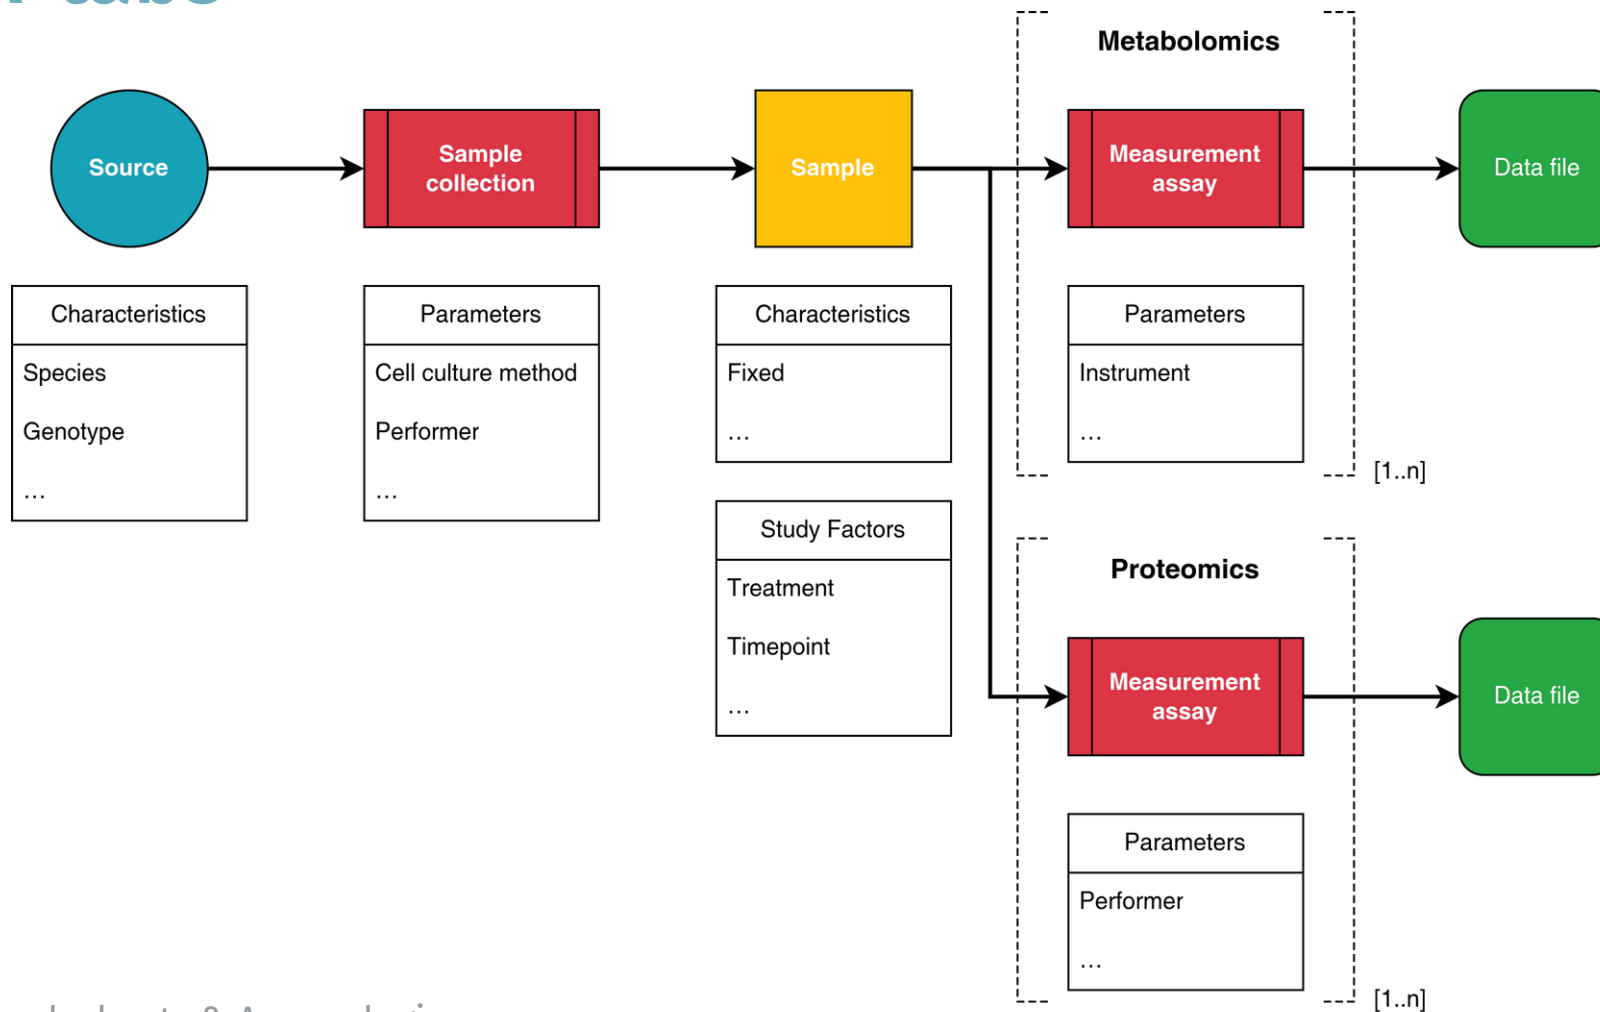 Metabolomics
Source
Sample
collection
Sample
Measurement
assay
Data file
Characteristics
Species
Genotype
...
Parameters
Cell culture method
Performer
...
Characteristics
Fixed
...
Parameters
Instrument
...
[1..n]
Study Factors
Treatment
Timepoint
...
Proteomics
Measurement
assay
Data file
Parameters
Performer
...
[1..n]